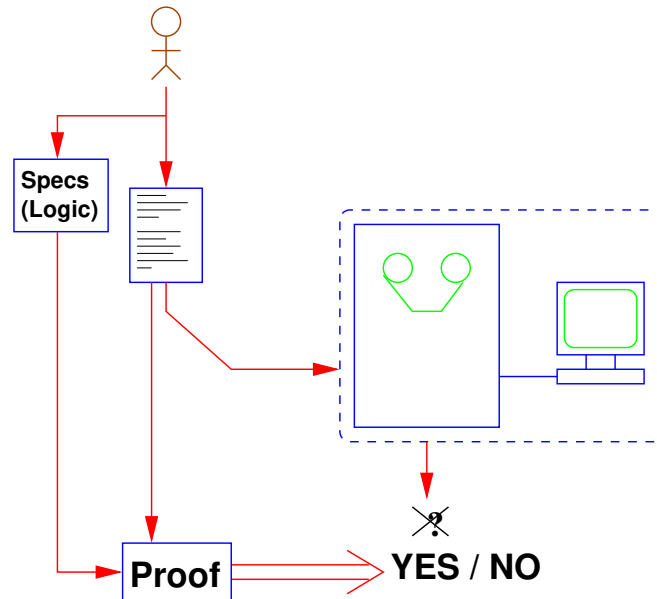 Specs
(Logic)
?
YES / NO
Proof